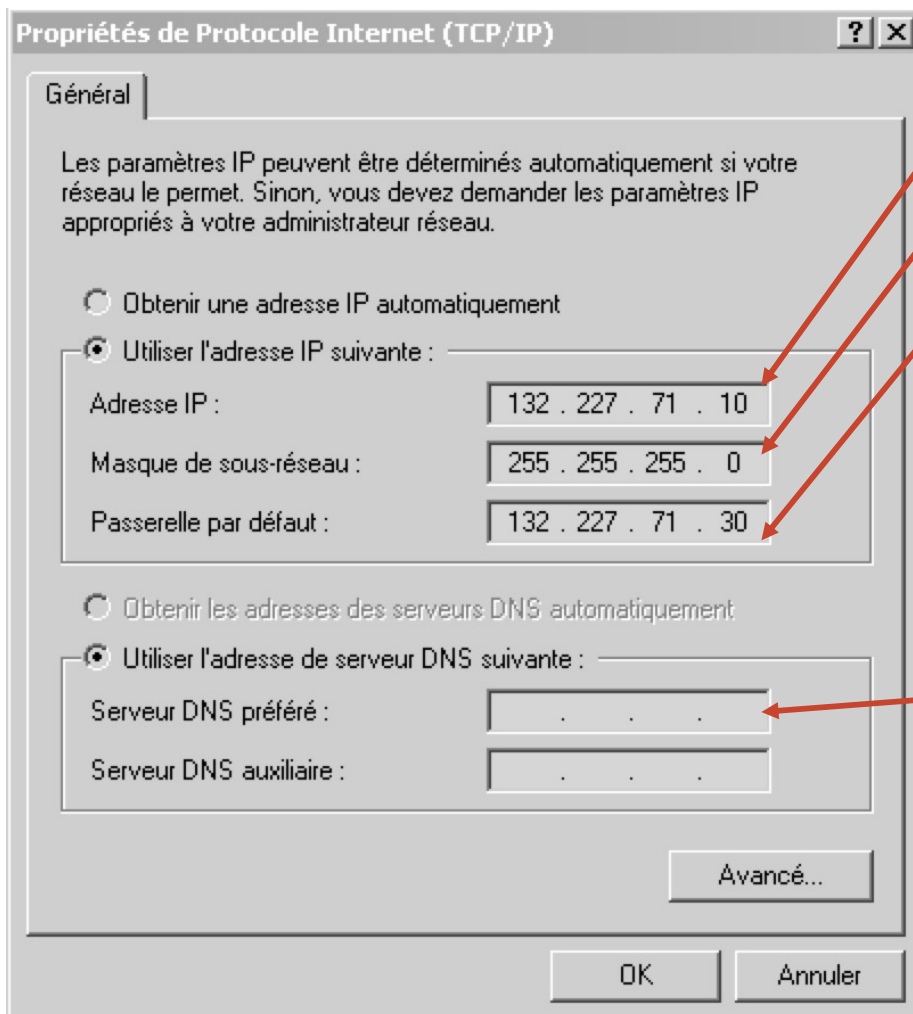 Propriétés de Protocole Internet (TCP/IP)
Général
Les paramètres IP peuvent être déterminés automatiquement si votre
réseau le permet. Sinon, vous devez demander les paramètres IP
appropriés à votre administrateur réseau.
Obtenir une adresse IP automatiquement
Utiliser l'adresse IP suivante :
Adresse IP : 132 . 227 . 71 . 10
Masque de sous-réseau : 255 . 255 . 255 . 0
Passerelle par défaut : 132 . 227 . 71 . 30
Obtenir les adresses des serveurs DNS automatiquement
Utiliser l'adresse de serveur DNS suivante :
Serveur DNS préféré : . . .
Serveur DNS auxiliaire : . . .
Avancé...
OK Annuler